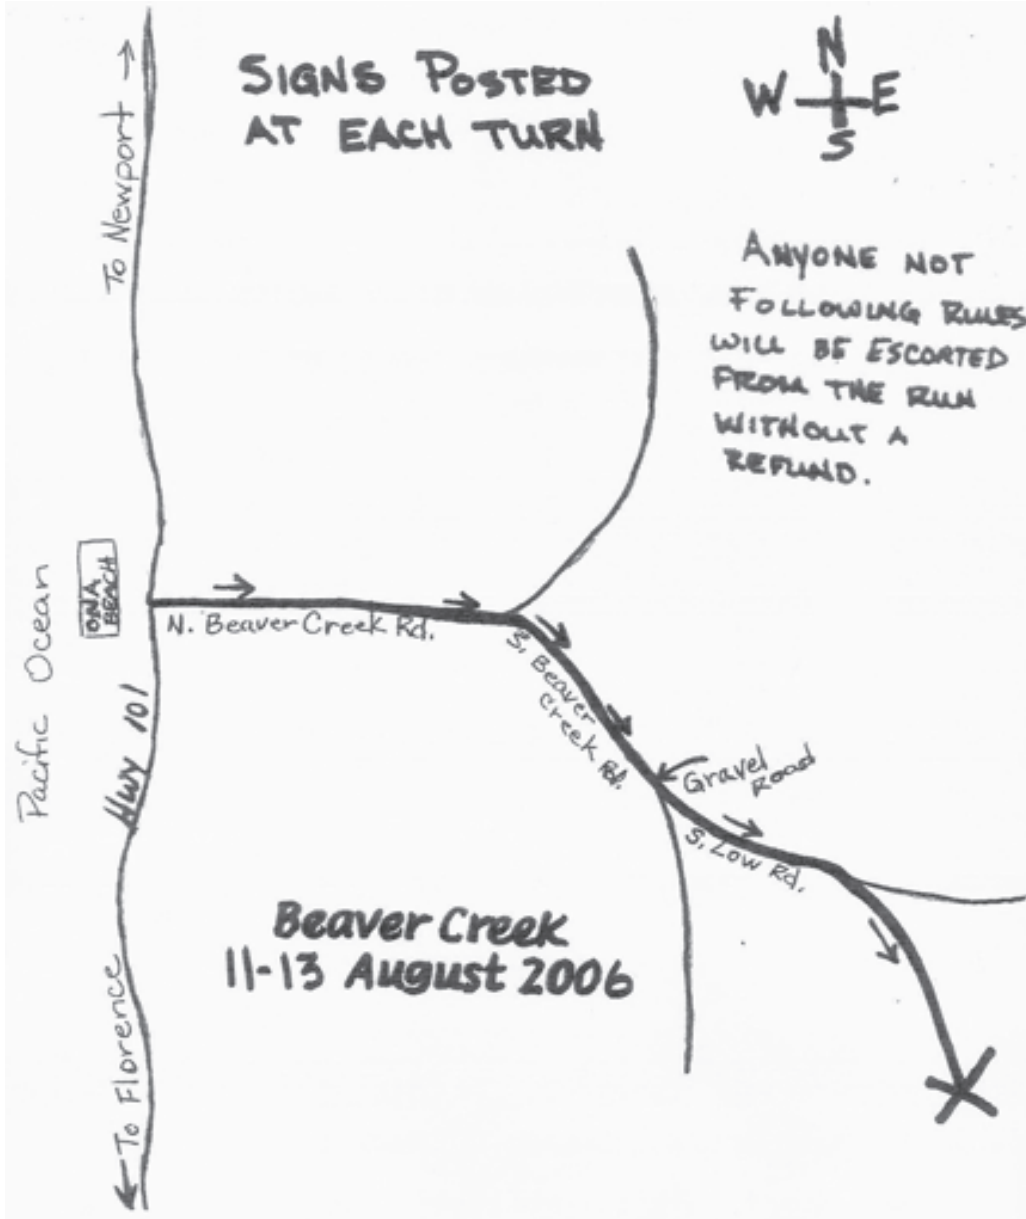 SIGNS POSTED
AT EACH TURN
N
W E
S
To Newport →
ANYONE NOT
FOLLOWING RULES
WILL BE ESCORTED
FROM THE RUN
WITHOUT A
REFUND.
Pacific Ocean
ONA
BEACH
N. Beaver Creek Rd.
S. Beaver
Creek Rd.
Hwy 101
Gravel
Road
S. Low Rd.
Beaver Creek
11-13 August 2006
← To Florence